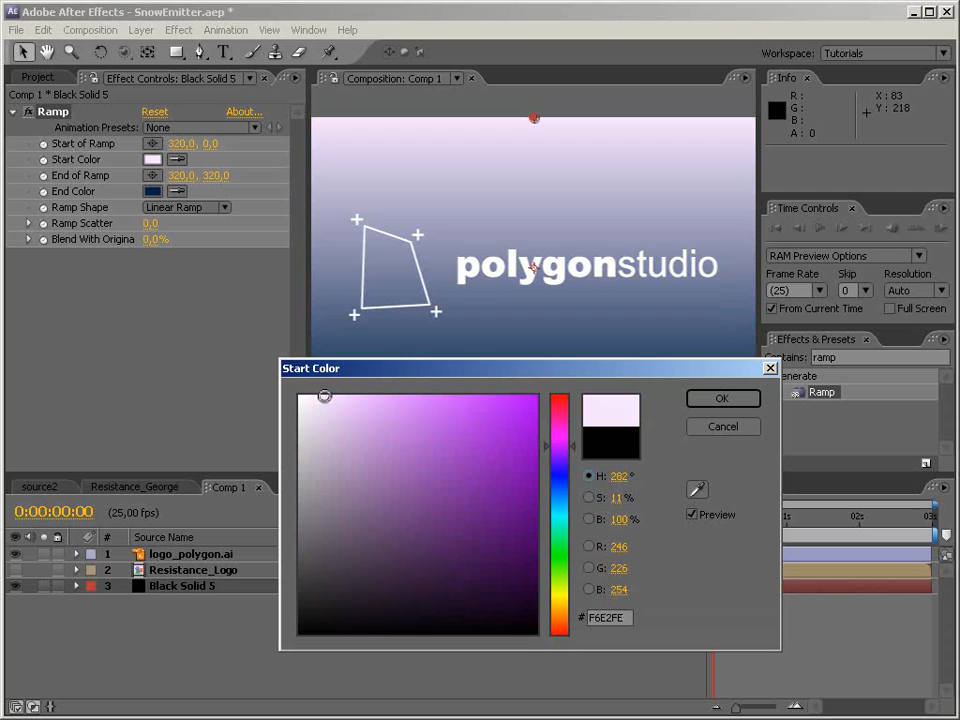 Adobe After Effects - SnowEmitter.aep *
File Edit Composition Layer Effect Animation View Window Help
Workspace: Tutorials
Project Effect Controls: Black Solid 5
Comp 1 * Black Solid 5
Ramp Reset About...
Animation Presets: None
Start of Ramp 320,0, 0,0
Start Color
End of Ramp 320,0, 320,0
End Color
Ramp Shape Linear Ramp
Ramp Scatter 0,0
Blend With Origina 0,0%
Composition: Comp 1
polygonstudio
Info
R: X: 83
G: Y: 218
B:
A: 0
Time Controls
RAM Preview Options
Frame Rate Skip Resolution
(25) 0 Auto
From Current Time Full Screen
Effects & Presets
Contains: ramp
Generate
Ramp
Start Color
OK
Cancel
H: 282 °
S: 11 %
B: 100 %
Preview
R: 246
G: 226
B: 254
# F6E2FE
source2 Resistance_George Comp 1
0:00:00:00 (25,00 fps)
# Source Name
1 logo_polygon.ai
2 Resistance_Logo
3 Black Solid 5
02s 03s